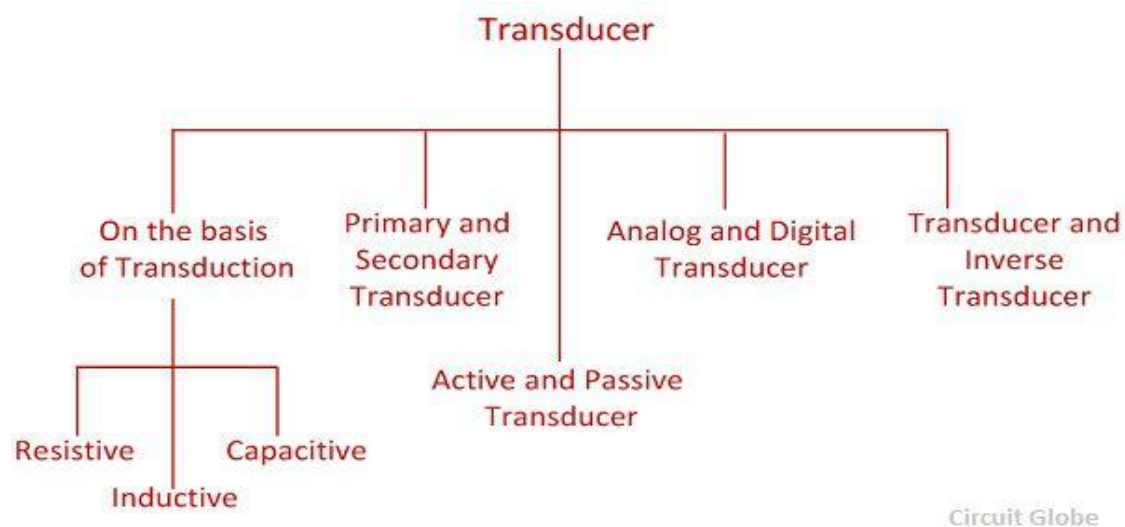 Transducer
On the basis
of Transduction
Primary and
Secondary
Transducer
Analog and Digital
Transducer
Transducer and
Inverse
Transducer
Active and Passive
Transducer
Resistive
Inductive
Capacitive
Circuit Globe